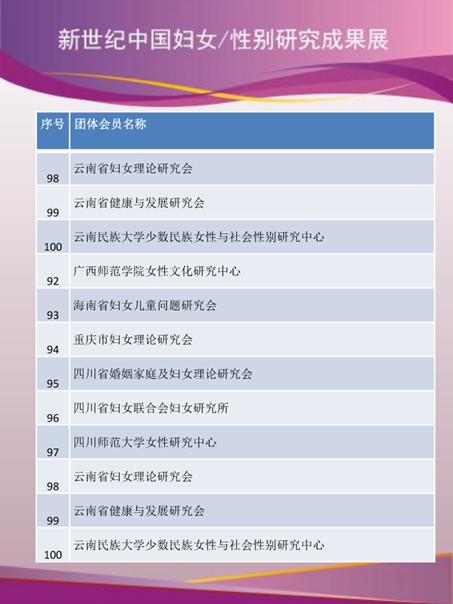 新世纪中国妇女/性别研究成果展
序号 团体会员名称
98 云南省妇女理论研究会
99 云南省健康与发展研究会
100 云南民族大学少数民族女性与社会性别研究中心
92 广西师范学院女性文化研究中心
93 海南省妇女儿童问题研究会
94 重庆市妇女理论研究会
95 四川省婚姻家庭及妇女理论研究会
96 四川省妇女联合会妇女研究所
97 四川师范大学女性研究中心
98 云南省妇女理论研究会
99 云南省健康与发展研究会
100 云南民族大学少数民族女性与社会性别研究中心